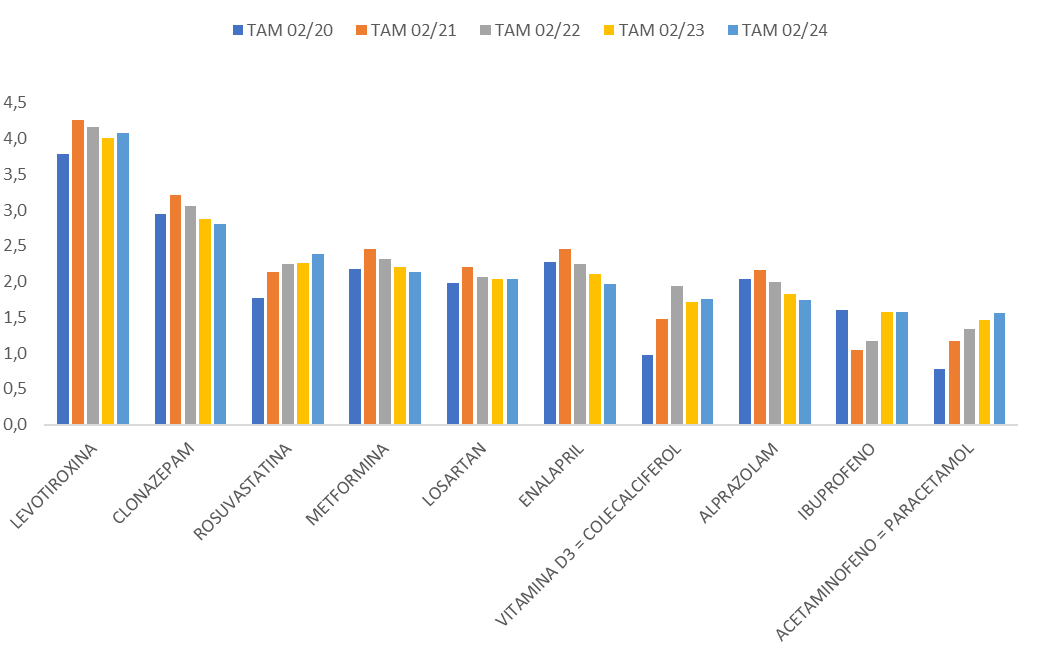 TAM 02/20 TAM 02/21 TAM 02/22 TAM 02/23 TAM 02/24
4,5
4,0
3,5
3,0
2,5
2,0
1,5
1,0
0,5
0,0
LEVOTIROXINA
CLONAZEPAM
ROSUVASTATINA
METFORMINA
LOSARTAN
ENALAPRIL
VITAMINA D3 = COLECALCIFEROL
ALPRAZOLAM
IBUPROFENO
ACETAMINOFENO = PARACETAMOL